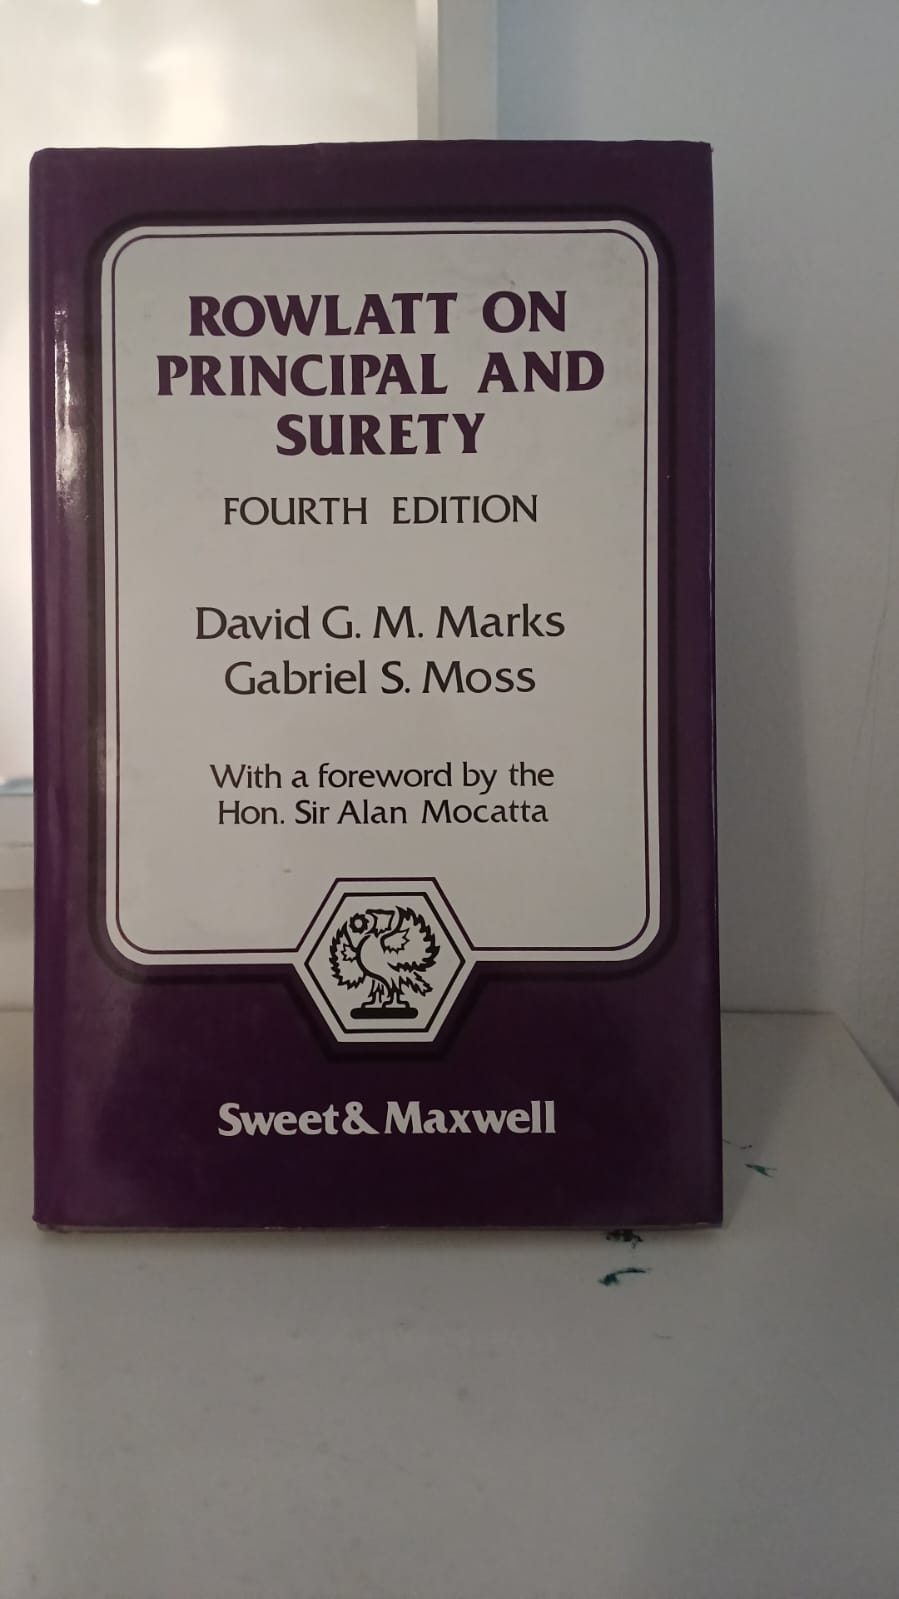 ROWLATT ON
PRINCIPAL AND
SURETY
FOURTH EDITION
David G. M. Marks
Gabriel S. Moss
With a foreword by the
Hon. Sir Alan Mocatta
Sweet & Maxwell